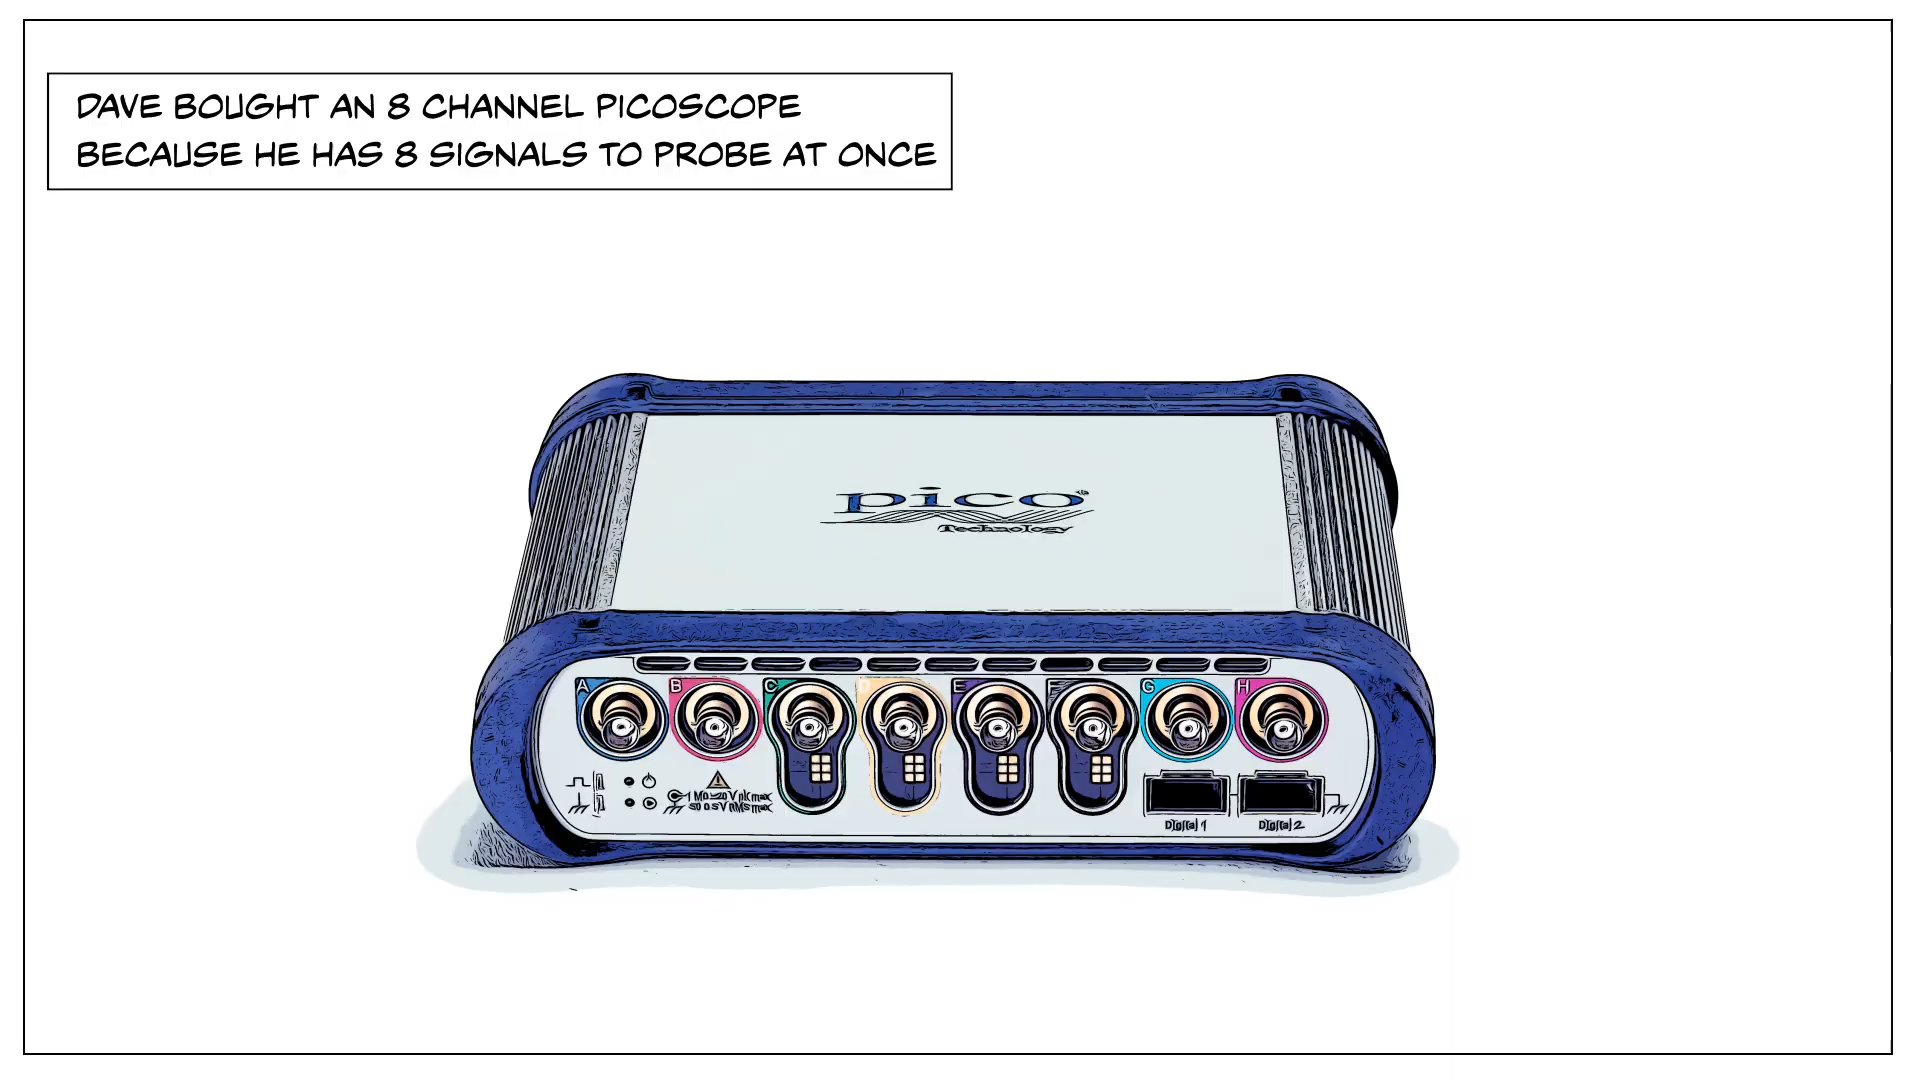 DAVE BOUGHT AN 8 CHANNEL PICOSCOPE
BECAUSE HE HAS 8 SIGNALS TO PROBE AT ONCE
pico®
Technology
A B C D E F G H
Digital 1 Digital 2